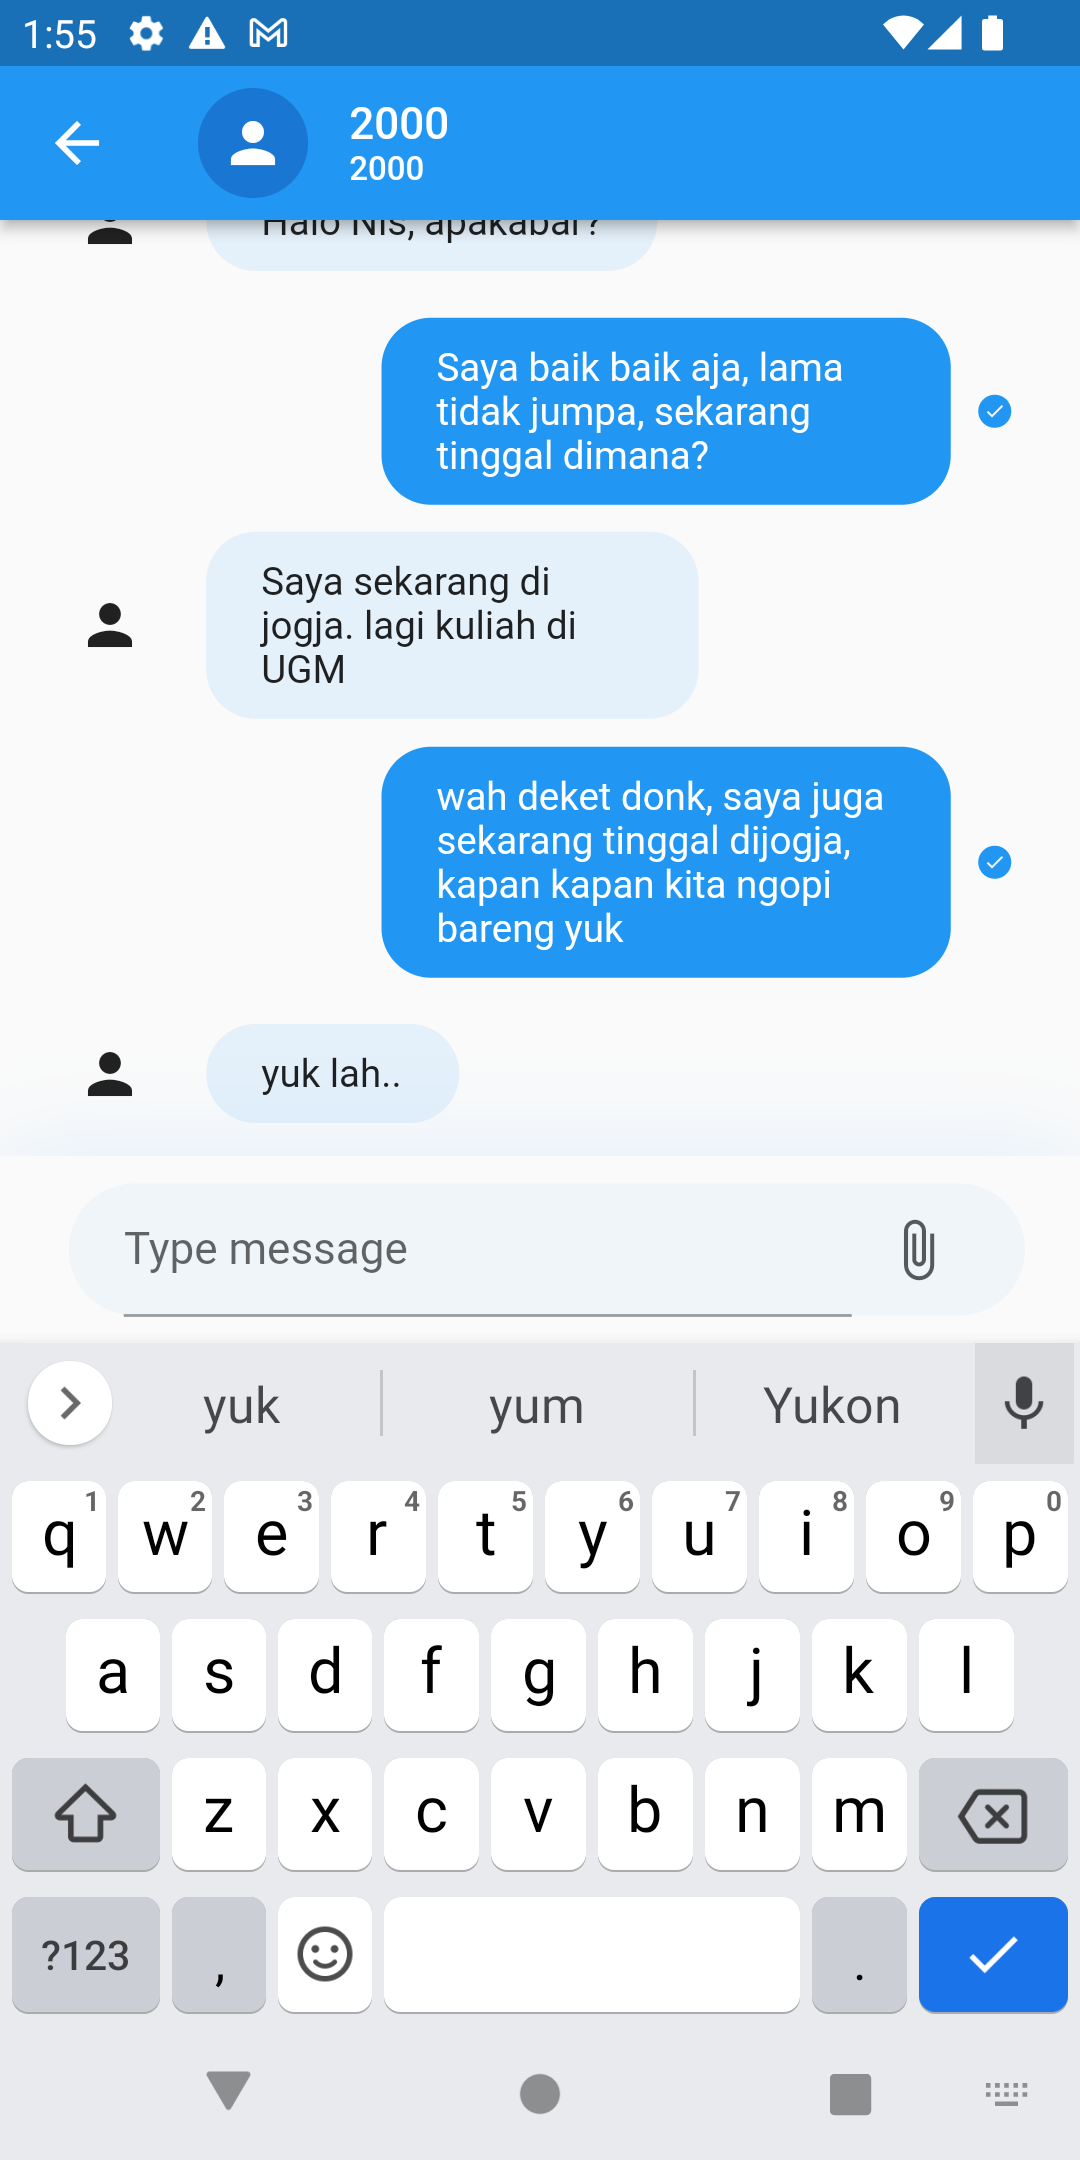 1:55
2000
2000
Halo Nis, apakabar?
Saya baik baik aja, lama
tidak jumpa, sekarang
tinggal dimana?
Saya sekarang di
jogja. lagi kuliah di
UGM
wah deket donk, saya juga
sekarang tinggal dijogja,
kapan kapan kita ngopi
bareng yuk
yuk lah..
Type message
yuk yum Yukon
q 1 w 2 e 3 r 4 t 5 y 6 u 7 i 8 o 9 p 0
a s d f g h j k l
z x c v b n m
?123 , .